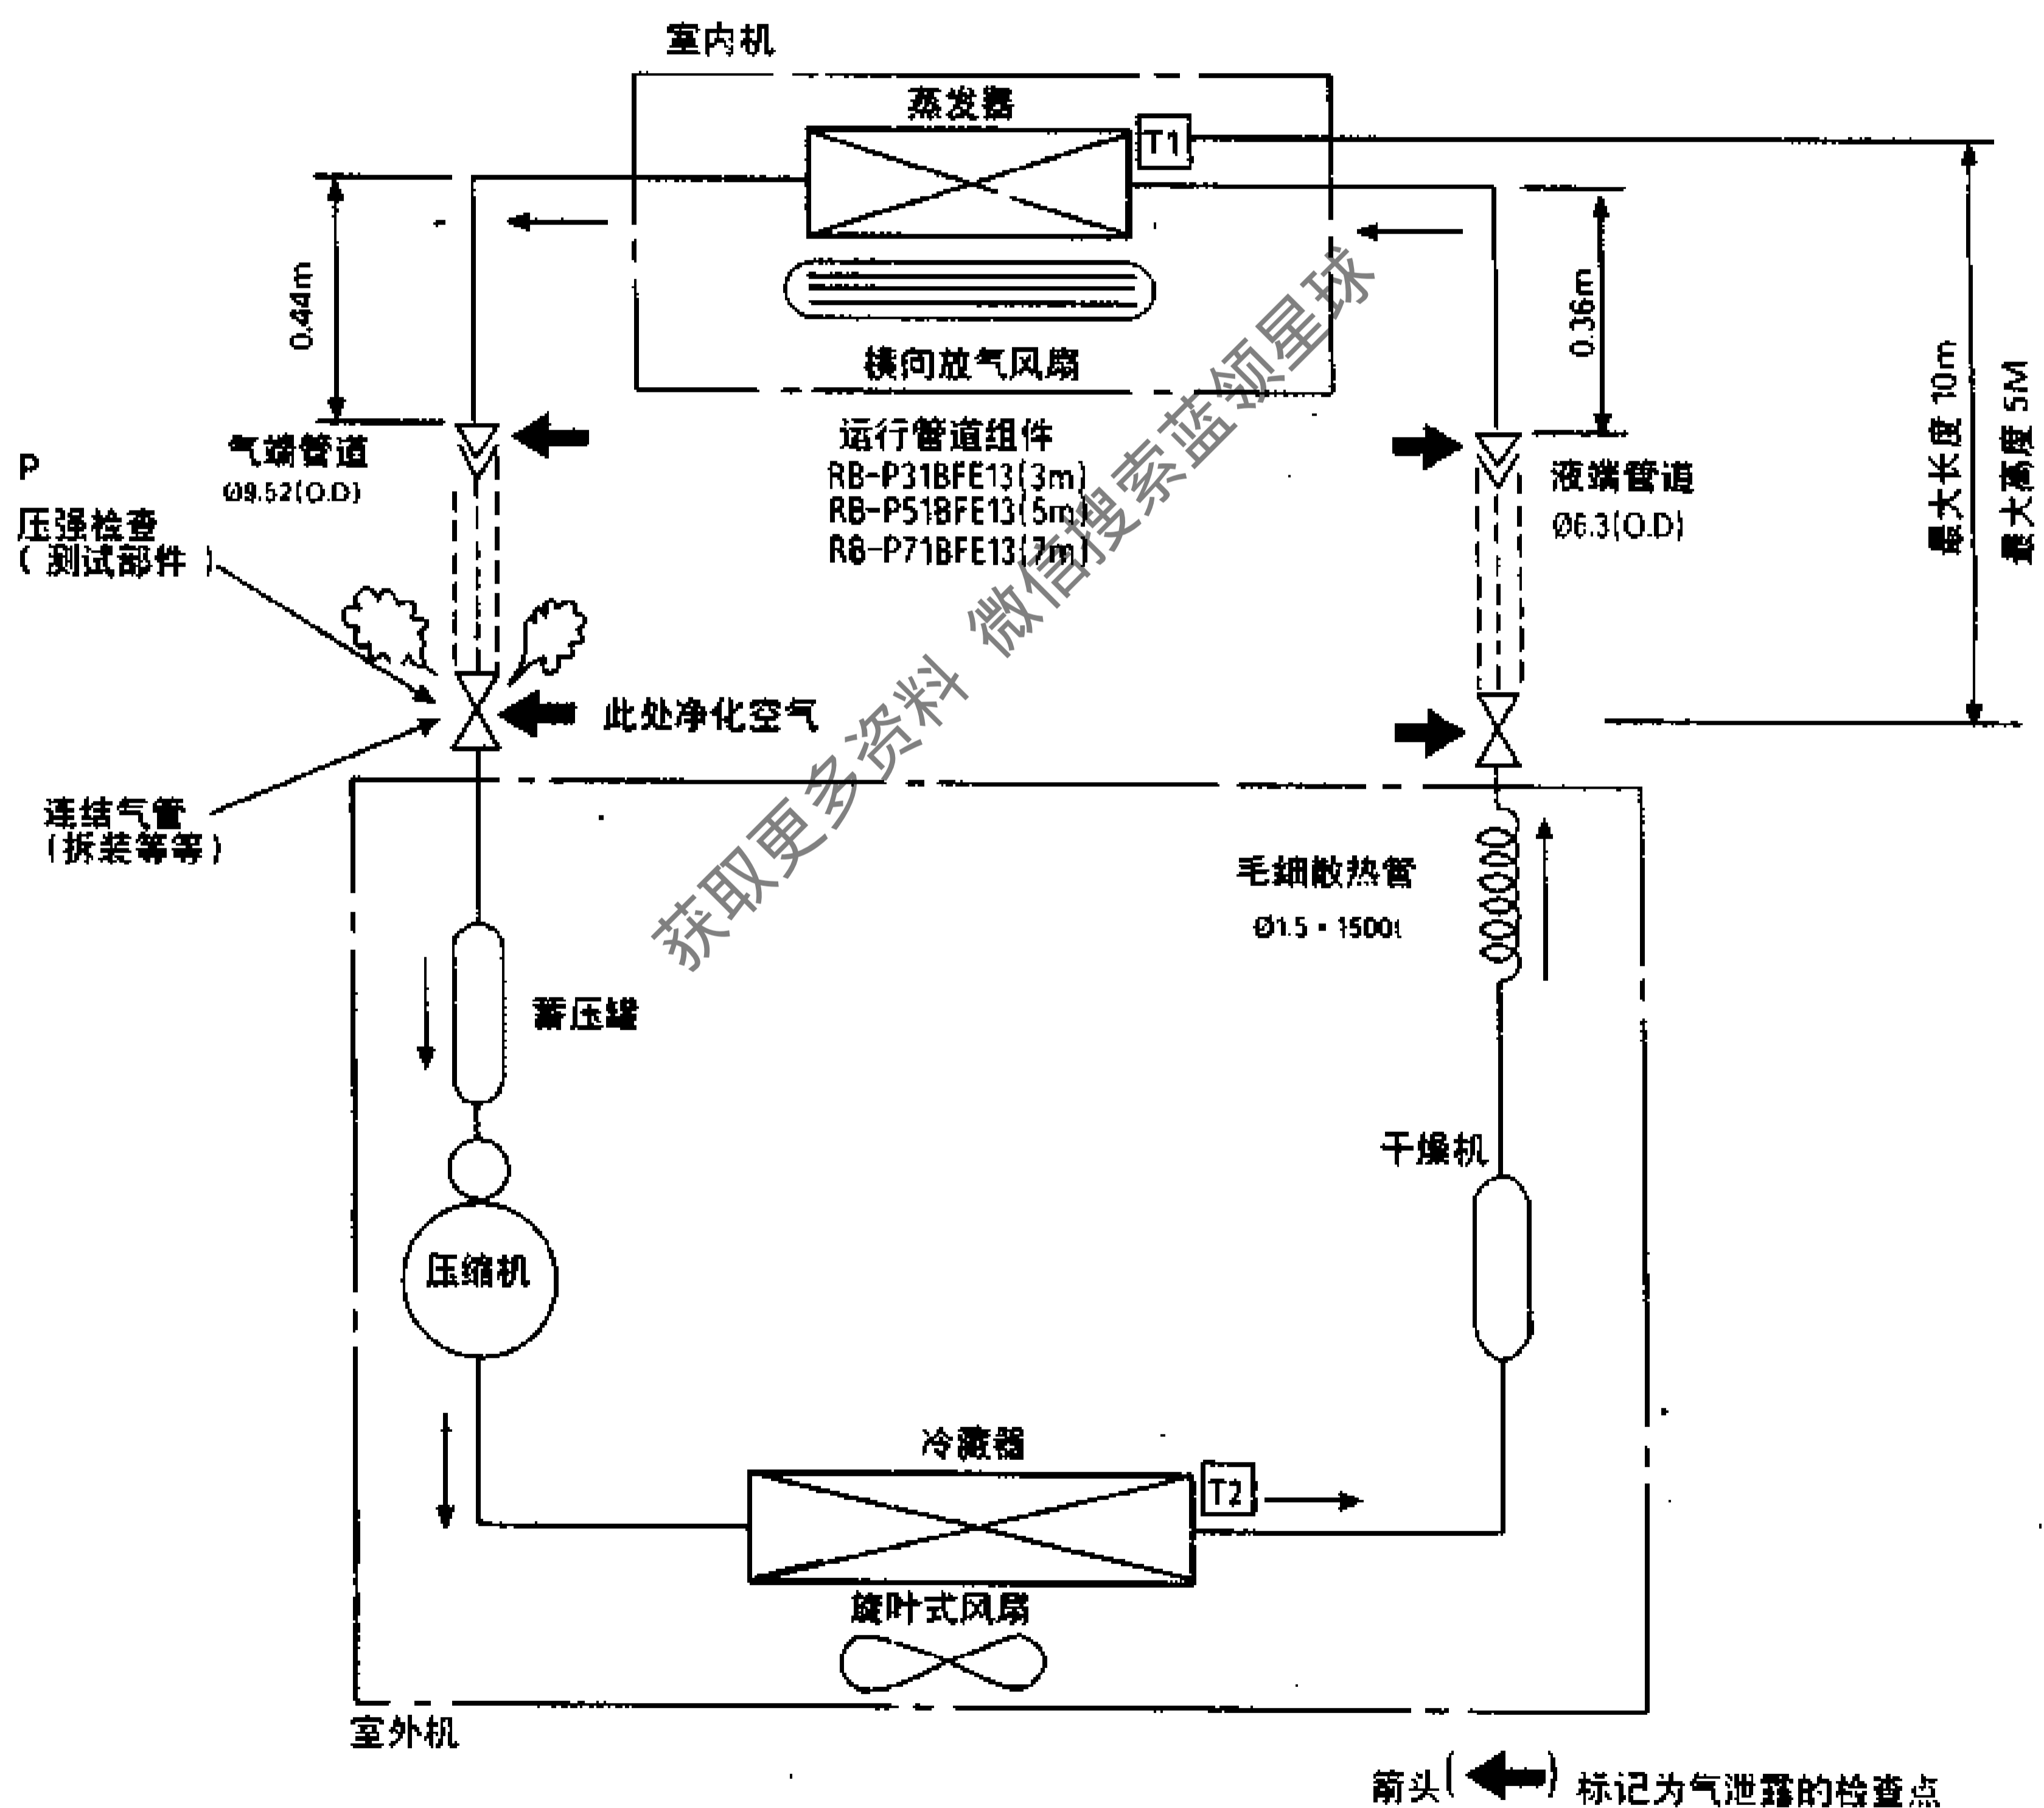 室内机
蒸发器
T1
0.44m
0.36m
横向放气风扇
最大长度 10m
最大高度 5M
气端管道
Ø9.52(O.D)
运行管道组件
RB-P31BFE13(3m)
RB-P51BFE13(5m)
RB-P71BFE13(7m)
液端管道
Ø6.3(O.D)
P
压强检查
(测试部件)
此处净化空气
连结气管
(拆装等等)
毛细散热管
Ø1.5·1500t
蓄压罐
干燥机
压缩机
冷凝器
T2
旋叶式风扇
室外机
箭头( )标记为气泄露的检查点
获取更多资料 微信搜索蓝领星球